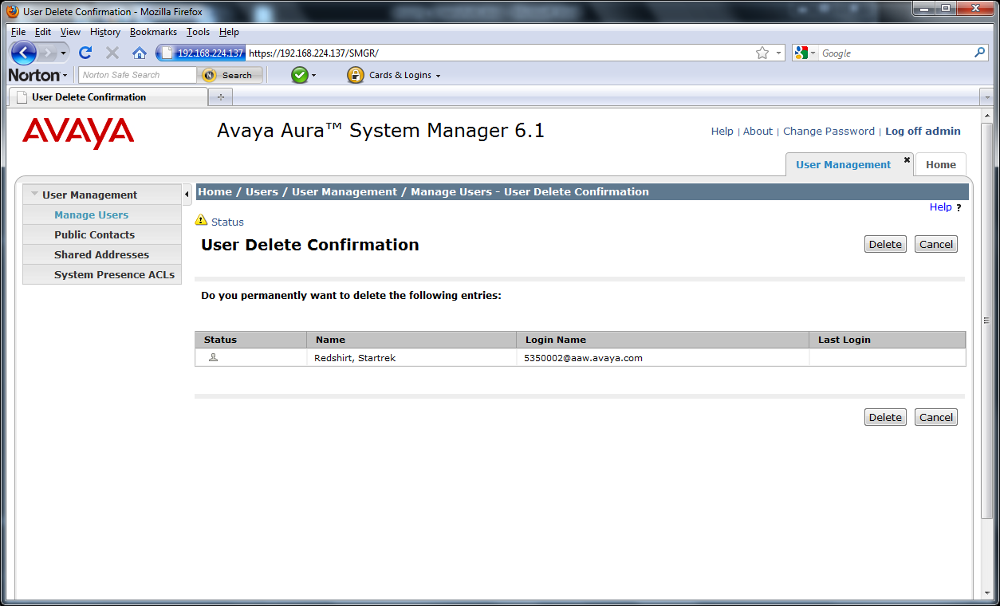 User Delete Confirmation - Mozilla Firefox
File Edit View History Bookmarks Tools Help
192.168.224.137 https://192.168.224.137/SMGR/ Google
Norton Norton Safe Search Search Cards & Logins
User Delete Confirmation
AVAYA Avaya Aura™ System Manager 6.1 Help | About | Change Password | Log off admin
User Management Home
User Management
Manage Users
Public Contacts
Shared Addresses
System Presence ACLs
Home / Users / User Management / Manage Users - User Delete Confirmation
Help ?
Status
User Delete Confirmation Delete Cancel
Do you permanently want to delete the following entries:
Status Name Login Name Last Login
Redshirt, Startrek 5350002@aaw.avaya.com
Delete Cancel